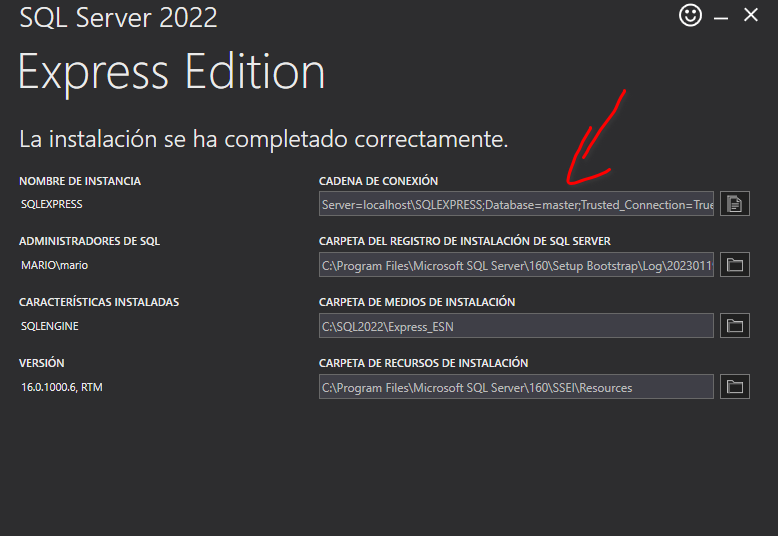 SQL Server 2022
Express Edition
La instalación se ha completado correctamente.
NOMBRE DE INSTANCIA
SQLEXPRESS
CADENA DE CONEXIÓN
Server=localhost\SQLEXPRESS;Database=master;Trusted_Connection=True
ADMINISTRADORES DE SQL
MARIO\mario
CARPETA DEL REGISTRO DE INSTALACIÓN DE SQL SERVER
C:\Program Files\Microsoft SQL Server\160\Setup Bootstrap\Log\2023011
CARACTERÍSTICAS INSTALADAS
SQLENGINE
CARPETA DE MEDIOS DE INSTALACIÓN
C:\SQL2022\Express_ESN
VERSIÓN
16.0.1000.6, RTM
CARPETA DE RECURSOS DE INSTALACIÓN
C:\Program Files\Microsoft SQL Server\160\SSEI\Resources